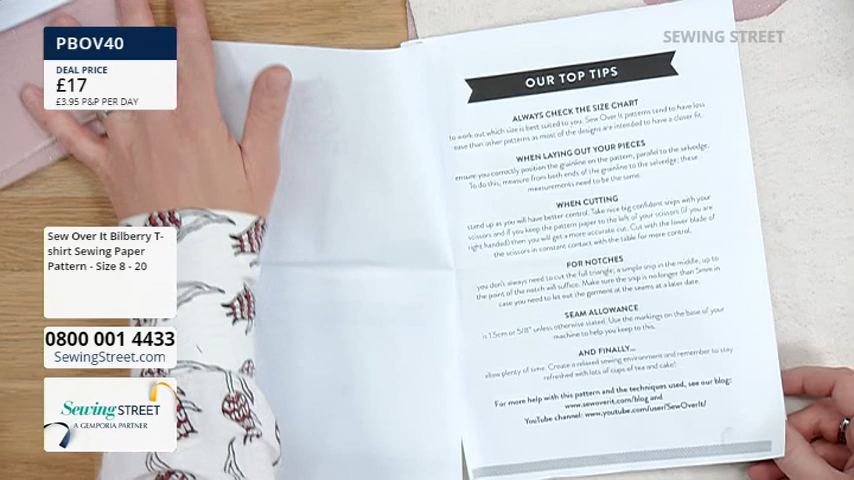 PBOV40
DEAL PRICE
£17
£3.95 P&P PER DAY
Sew Over It Bilberry T-
shirt Sewing Paper
Pattern - Size 8 - 20
0800 001 4433
SewingStreet.com
Sewing STREET
A GEMPORIA PARTNER
SEWING STREET
OUR TOP TIPS
ALWAYS CHECK THE SIZE CHART
to work out which size is best suited to you. Sew Over It patterns tend to have less
ease than other patterns as most of the designs are intended to have a closer fit.
WHEN LAYING OUT YOUR PIECES
ensure you correctly position the grainline on the pattern, parallel to the selvedge.
To do this, measure from both ends of the grainline to the selvedge; these
measurements need to be the same.
WHEN CUTTING
stand up as you will have better control. Take nice big confident snips with your
scissors and if you keep the pattern paper to the left of your scissors (if you are
right handed) then you will get a more accurate cut. Cut with the lower blade of
the scissors in constant contact with the table for more control.
FOR NOTCHES
you don't always need to cut the full triangle; a simple snip in the middle, up to
the point of the notch will suffice. Make sure the snip is no longer than 5mm in
case you need to let out the garment at the seams at a later date.
SEAM ALLOWANCE
is 1.5cm or 5/8" unless otherwise stated. Use the markings on the base of your
machine to help you keep to this.
AND FINALLY...
allow plenty of time. Create a relaxed sewing environment and remember to stay
refreshed with lots of cups of tea and cake!
For more help with this pattern and the techniques used, see our blog:
www.sewoverit.com/blog and
YouTube channel: www.youtube.com/user/SewOverIt/